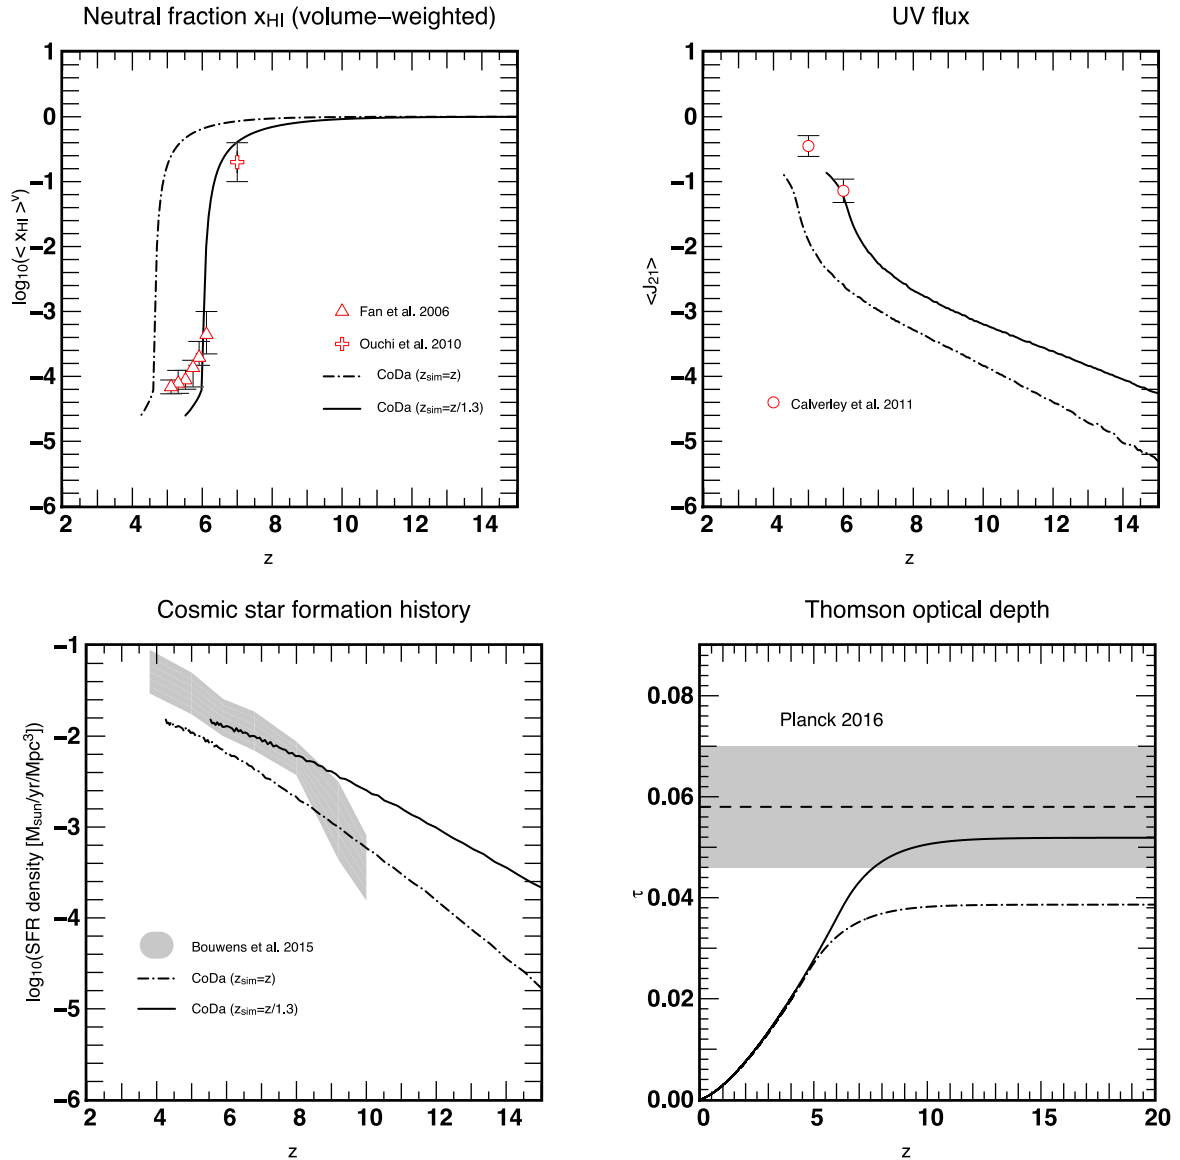 Neutral fraction xHI (volume−weighted)
1
0
−1
−2
−3
−4
−5
−6
log10(< xHI >v)
Fan et al. 2006
Ouchi et al. 2010
CoDa (zsim=z)
CoDa (zsim=z/1.3)
2 4 6 8 10 12 14
z
UV flux
1
0
−1
−2
−3
−4
−5
−6
<J21>
Calverley et al. 2011
2 4 6 8 10 12 14
z
Cosmic star formation history
−1
−2
−3
−4
−5
−6
log10(SFR density [Msun/yr/Mpc3])
Bouwens et al. 2015
CoDa (zsim=z)
CoDa (zsim=z/1.3)
2 4 6 8 10 12 14
z
Thomson optical depth
0.08
0.06
0.04
0.02
0.00
τ
Planck 2016
0 5 10 15 20
z